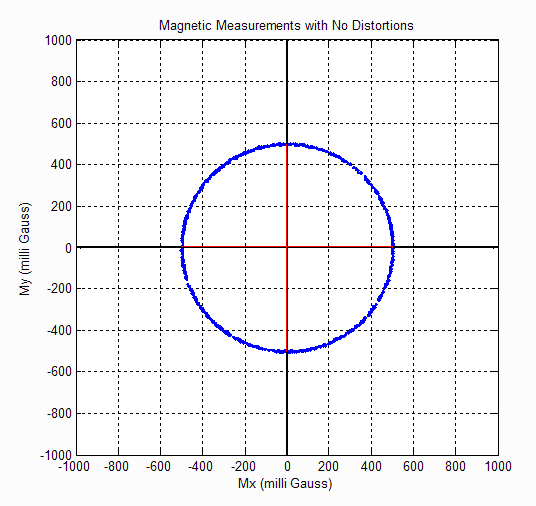 Magnetic Measurements with No Distortions
1000
800
600
400
200
0
-200
-400
-600
-800
-1000
My (milli Gauss)
-1000 -800 -600 -400 -200 0 200 400 600 800 1000
Mx (milli Gauss)